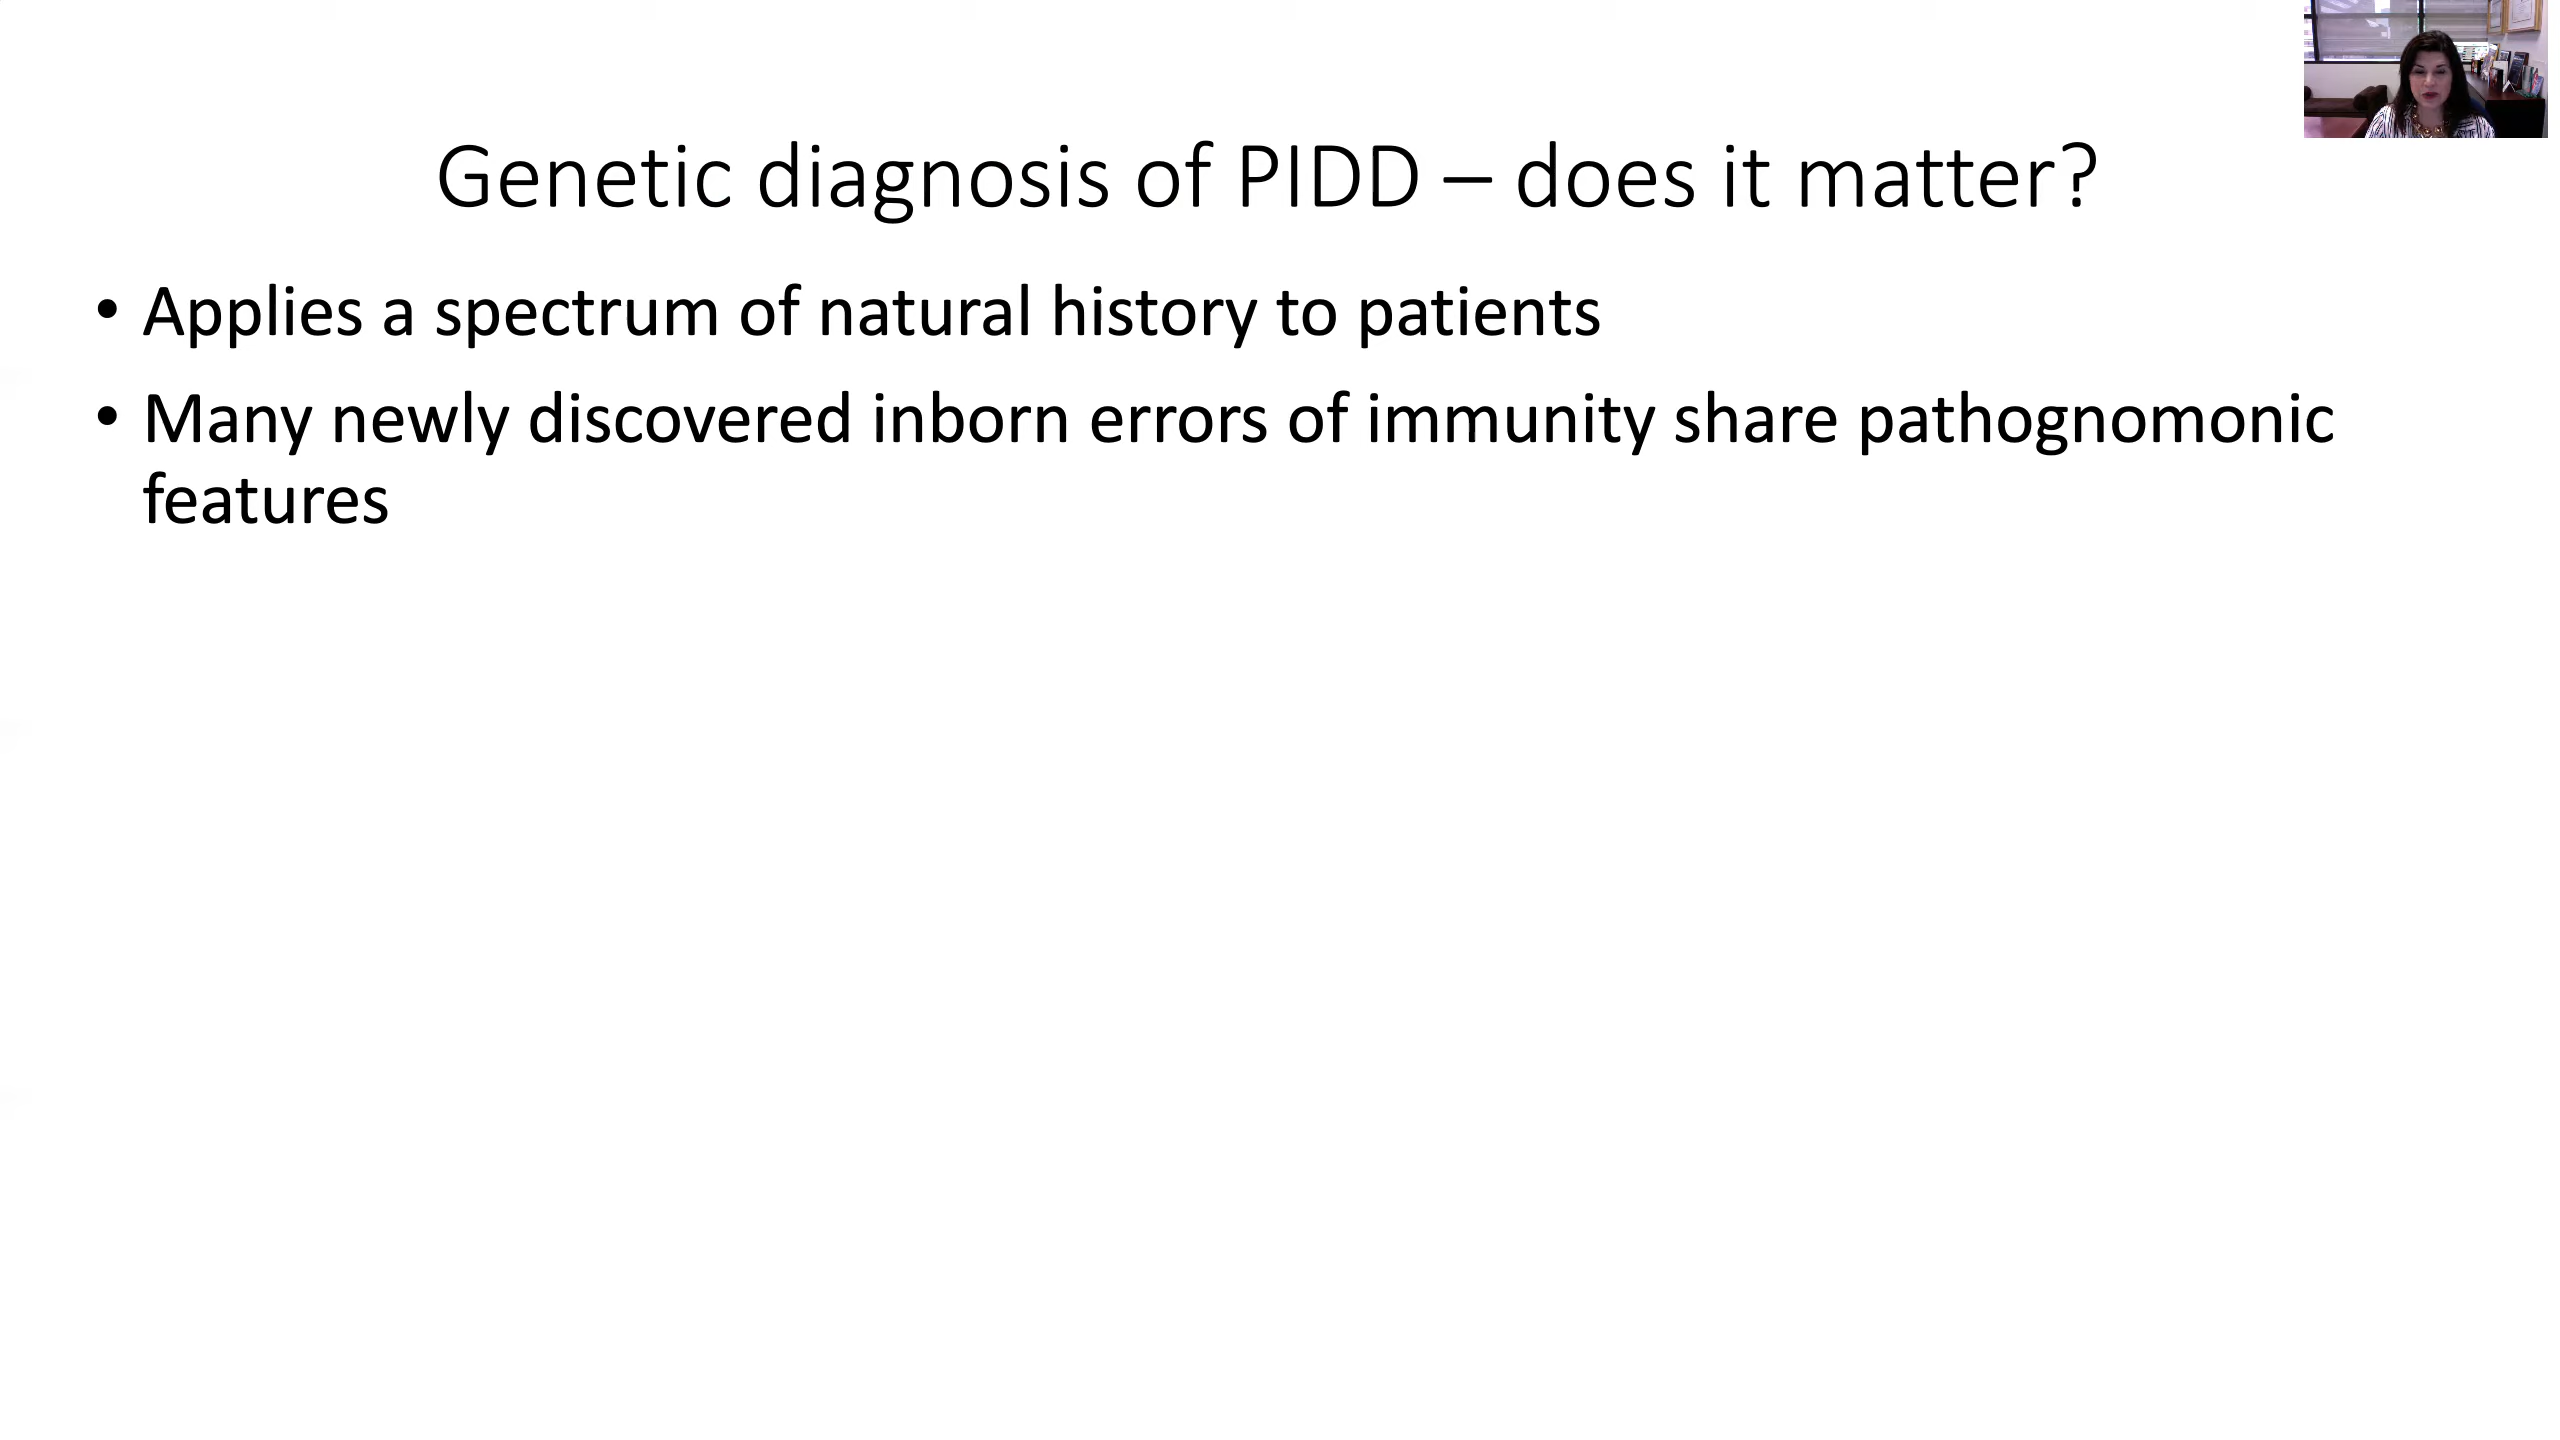 Genetic diagnosis of PIDD – does it matter?
• Applies a spectrum of natural history to patients
• Many newly discovered inborn errors of immunity share pathognomonic
features